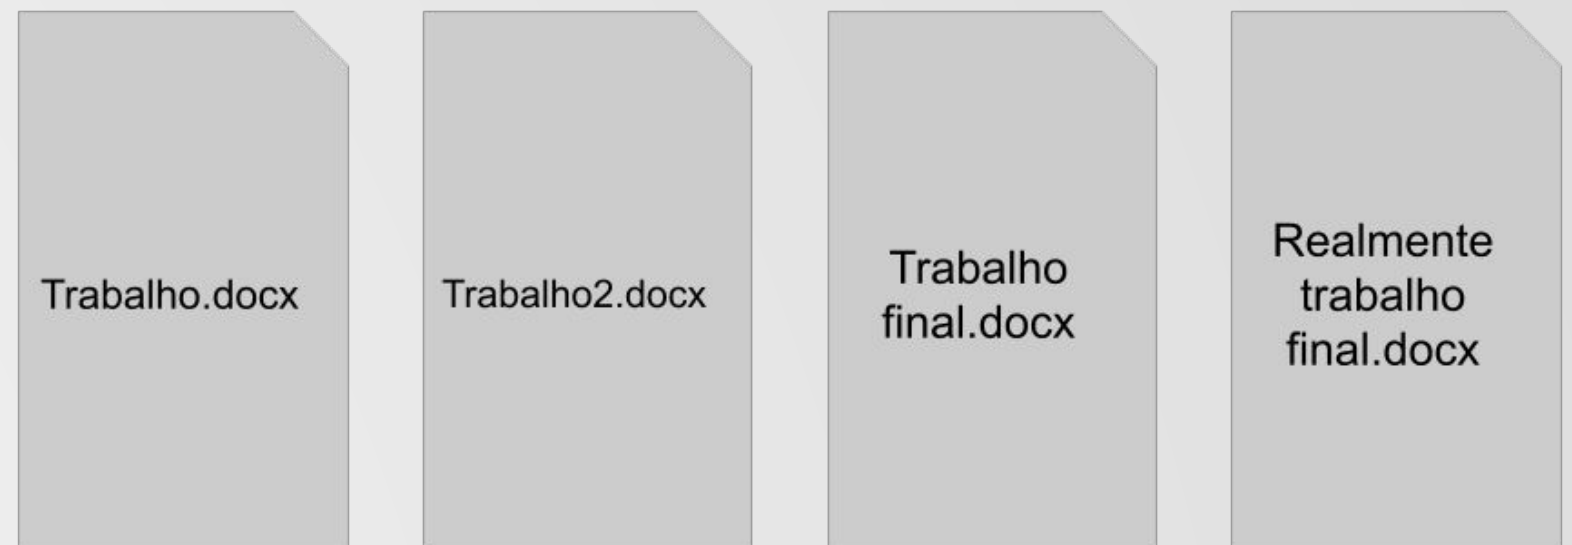 Trabalho.docx
Trabalho2.docx
Trabalho
final.docx
Realmente
trabalho
final.docx